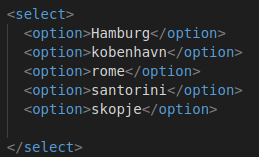 <select>
<option>Hamburg</option>
<option>kobenhavn</option>
<option>rome</option>
<option>santorini</option>
<option>skopje</option>
</select>